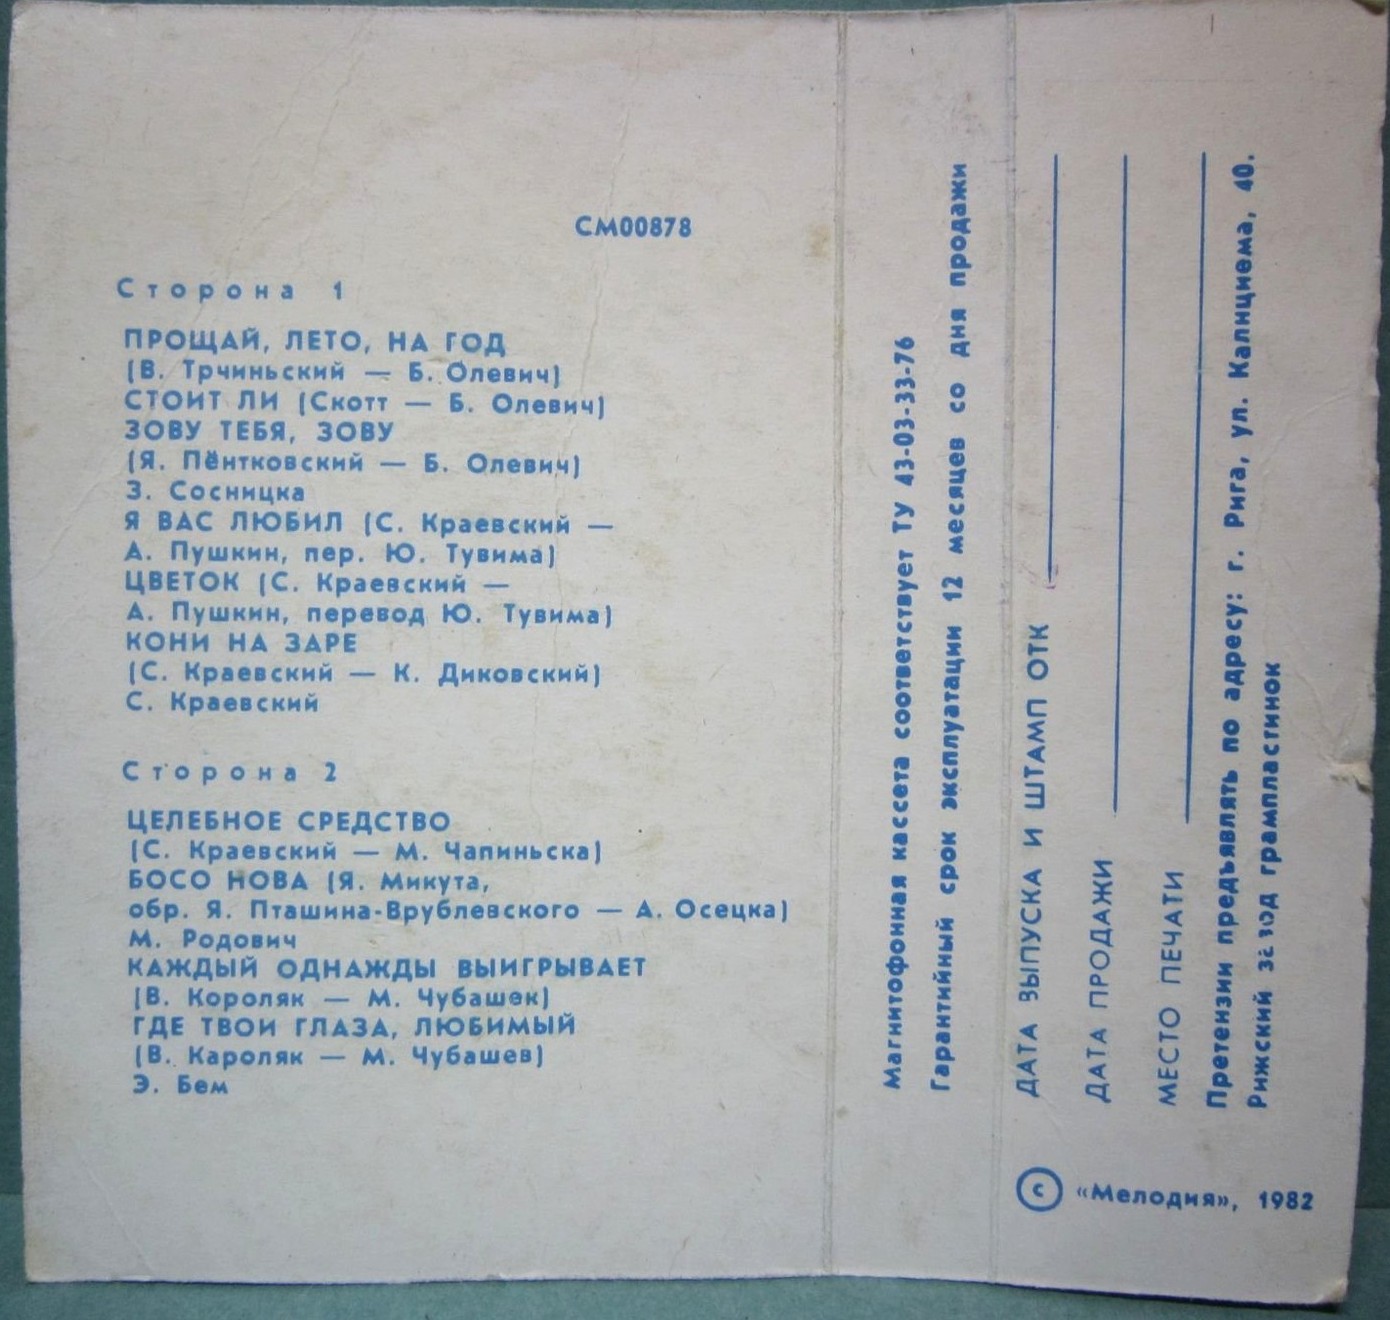 СМ00878
Сторона 1
ПРОЩАЙ, ЛЕТО, НА ГОД
(В. Трчиньский — Б. Олевич)
СТОИТ ЛИ (Скотт — Б. Олевич)
ЗОВУ ТЕБЯ, ЗОВУ
(Я. Пёнтковский — Б. Олевич)
З. Сосницка
Я ВАС ЛЮБИЛ (С. Краевский —
А. Пушкин, пер. Ю. Тувима)
ЦВЕТОК (С. Краевский —
А. Пушкин, перевод Ю. Тувима)
КОНИ НА ЗАРЕ
(С. Краевский — К. Диковский)
С. Краевский
Сторона 2
ЦЕЛЕБНОЕ СРЕДСТВО
(С. Краевский — М. Чапиньска)
БОСО НОВА (Я. Микута,
обр. Я. Пташина-Врублевского — А. Осецка)
М. Родович
КАЖДЫЙ ОДНАЖДЫ ВЫИГРЫВАЕТ
(В. Короляк — М. Чубашек)
ГДЕ ТВОИ ГЛАЗА, ЛЮБИМЫЙ
(В. Кароляк — М. Чубашев)
Э. Бем
Магнитофонная кассета соответствует ТУ 43-03-33-76
Гарантийный срок эксплуатации 12 месяцев со дня продажи
ДАТА ВЫПУСКА И ШТАМП ОТК
ДАТА ПРОДАЖИ
МЕСТО ПЕЧАТИ
Претензии предъявлять по адресу: г. Рига, ул. Калнциема, 40.
Рижский завод грампластинок
© «Мелодия», 1982